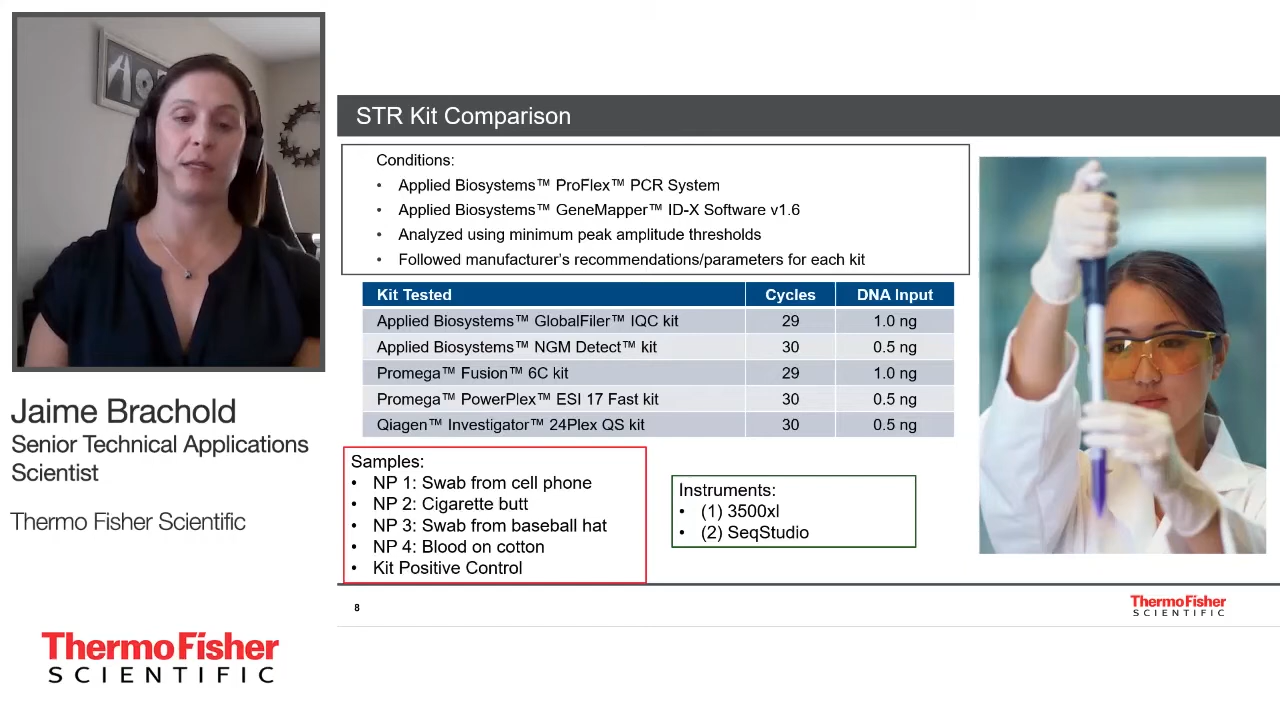 STR Kit Comparison
Conditions:
• Applied Biosystems™ ProFlex™ PCR System
• Applied Biosystems™ GeneMapper™ ID-X Software v1.6
• Analyzed using minimum peak amplitude thresholds
• Followed manufacturer's recommendations/parameters for each kit
Kit Tested Cycles DNA Input
Applied Biosystems™ GlobalFiler™ IQC kit 29 1.0 ng
Applied Biosystems™ NGM Detect™ kit 30 0.5 ng
Promega™ Fusion™ 6C kit 29 1.0 ng
Promega™ PowerPlex™ ESI 17 Fast kit 30 0.5 ng
Qiagen™ Investigator™ 24Plex QS kit 30 0.5 ng
Samples:
• NP 1: Swab from cell phone
• NP 2: Cigarette butt
• NP 3: Swab from baseball hat
• NP 4: Blood on cotton
• Kit Positive Control
Instruments:
• (1) 3500xl
• (2) SeqStudio
8
ThermoFisher
SCIENTIFIC
Jaime Brachold
Senior Technical Applications
Scientist
Thermo Fisher Scientific
ThermoFisher
SCIENTIFIC